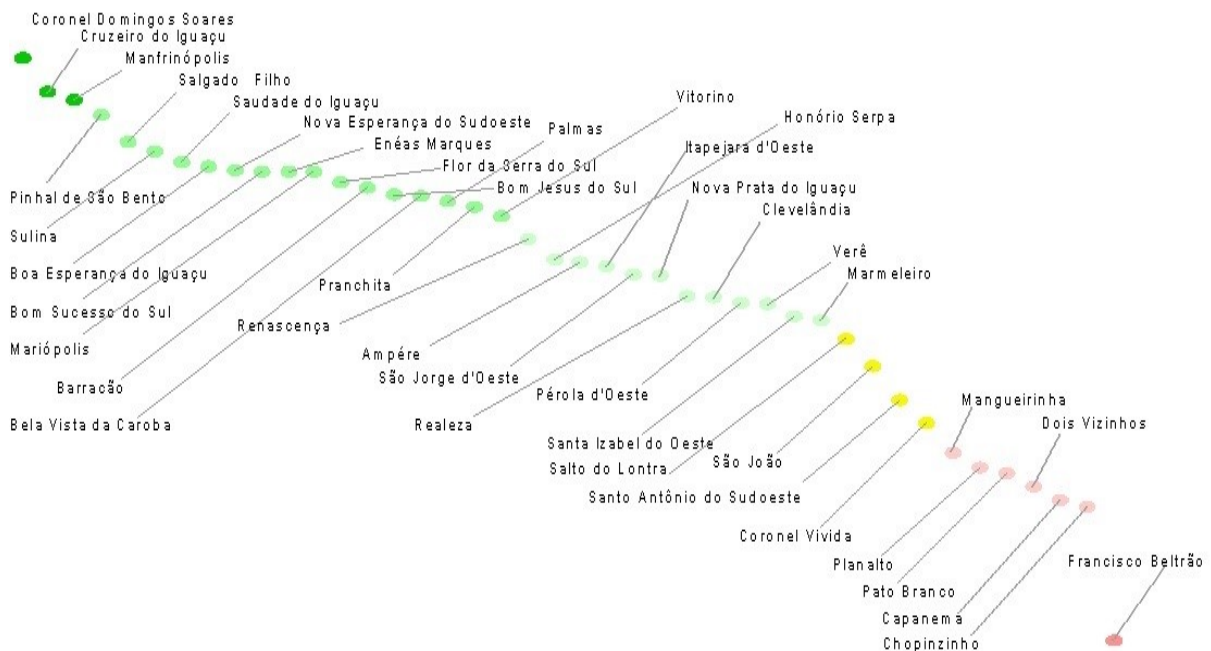 Coronel Domingos Soares
Cruzeiro do Iguaçu
Manfrinópolis
Salgado Filho
Saudade do Iguaçu
Nova Esperança do Sudoeste
Enéas Marques
Flor da Serra do Sul
Bom Jesus do Sul
Palmas
Vitorino
Honório Serpa
Itapejara d'Oeste
Nova Prata do Iguaçu
Clevelândia
Verê
Marmeleiro
Pinhal de São Bento
Sulina
Boa Esperança do Iguaçu
Bom Sucesso do Sul
Mariópolis
Barracão
Bela Vista da Caroba
Pranchita
Renascença
Ampére
São Jorge d'Oeste
Realeza
Pérola d'Oeste
Santa Izabel do Oeste
Salto do Lontra
São João
Santo Antônio do Sudoeste
Coronel Vivida
Mangueirinha
Dois Vizinhos
Planalto
Pato Branco
Capanema
Chopinzinho
Francisco Beltrão